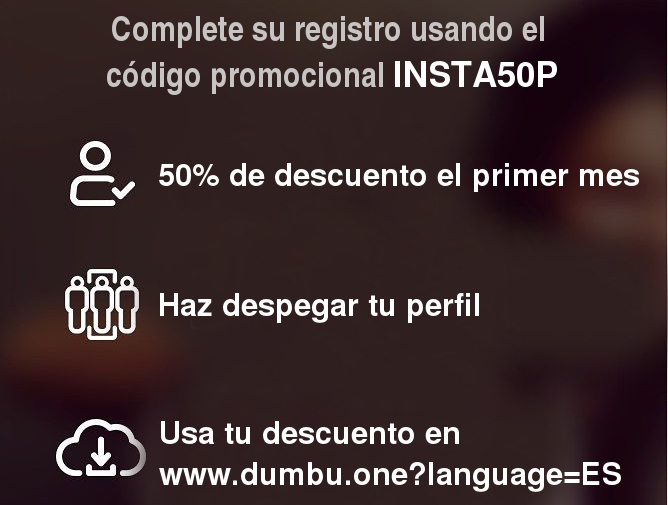 Complete su registro usando el
código promocional INSTA50P
50% de descuento el primer mes
Haz despegar tu perfil
Usa tu descuento en
www.dumbu.one?language=ES